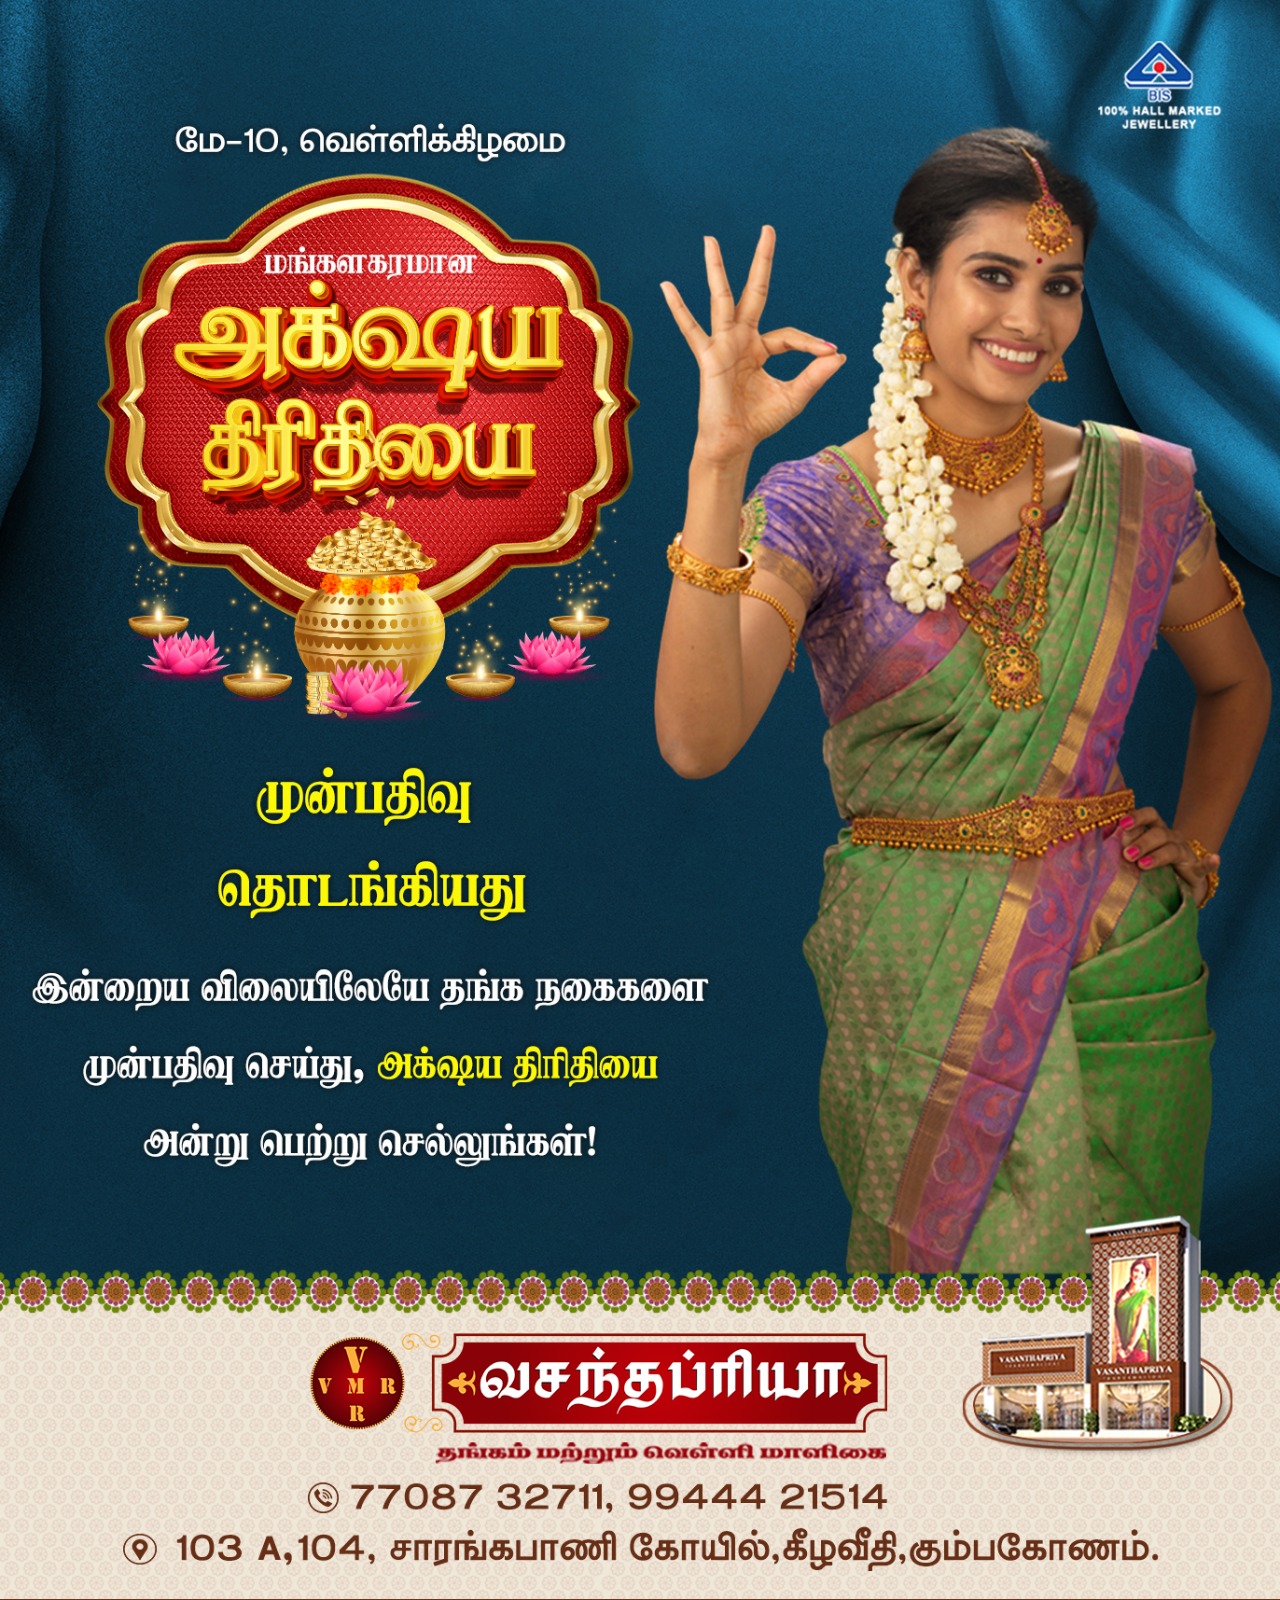 BIS
100% HALL MARKED
JEWELLERY
மே-10, வெள்ளிக்கிழமை
மங்களகரமான
அக்ஷய
திரிதியை
முன்பதிவு
தொடங்கியது
இன்றைய விலையிலேயே தங்க நகைகளை
முன்பதிவு செய்து, அக்ஷய திரிதியை
அன்று பெற்று செல்லுங்கள்!
VASANTHAPRIYA
VASANTHAPRIYA
VASANTHAPRIYA
V
V M R
R
வசந்தப்ரியா
தங்கம் மற்றும் வெள்ளி மாளிகை
77087 32711, 99444 21514
103 A,104, சாரங்கபாணி கோயில்,கீழவீதி,கும்பகோணம்.